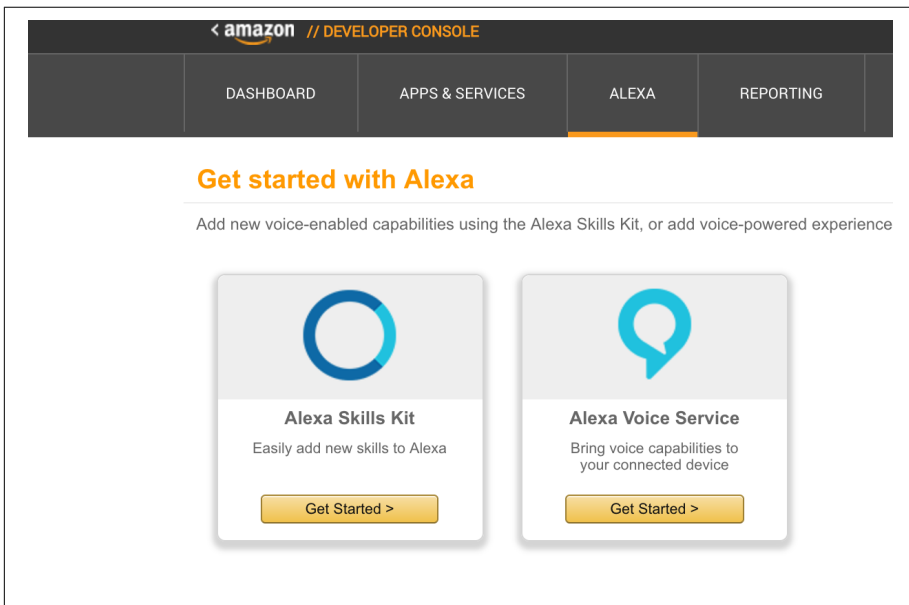 < amazon // DEVELOPER CONSOLE
DASHBOARD APPS & SERVICES ALEXA REPORTING
Get started with Alexa
Add new voice-enabled capabilities using the Alexa Skills Kit, or add voice-powered experience
Alexa Skills Kit
Easily add new skills to Alexa
Get Started >
Alexa Voice Service
Bring voice capabilities to
your connected device
Get Started >